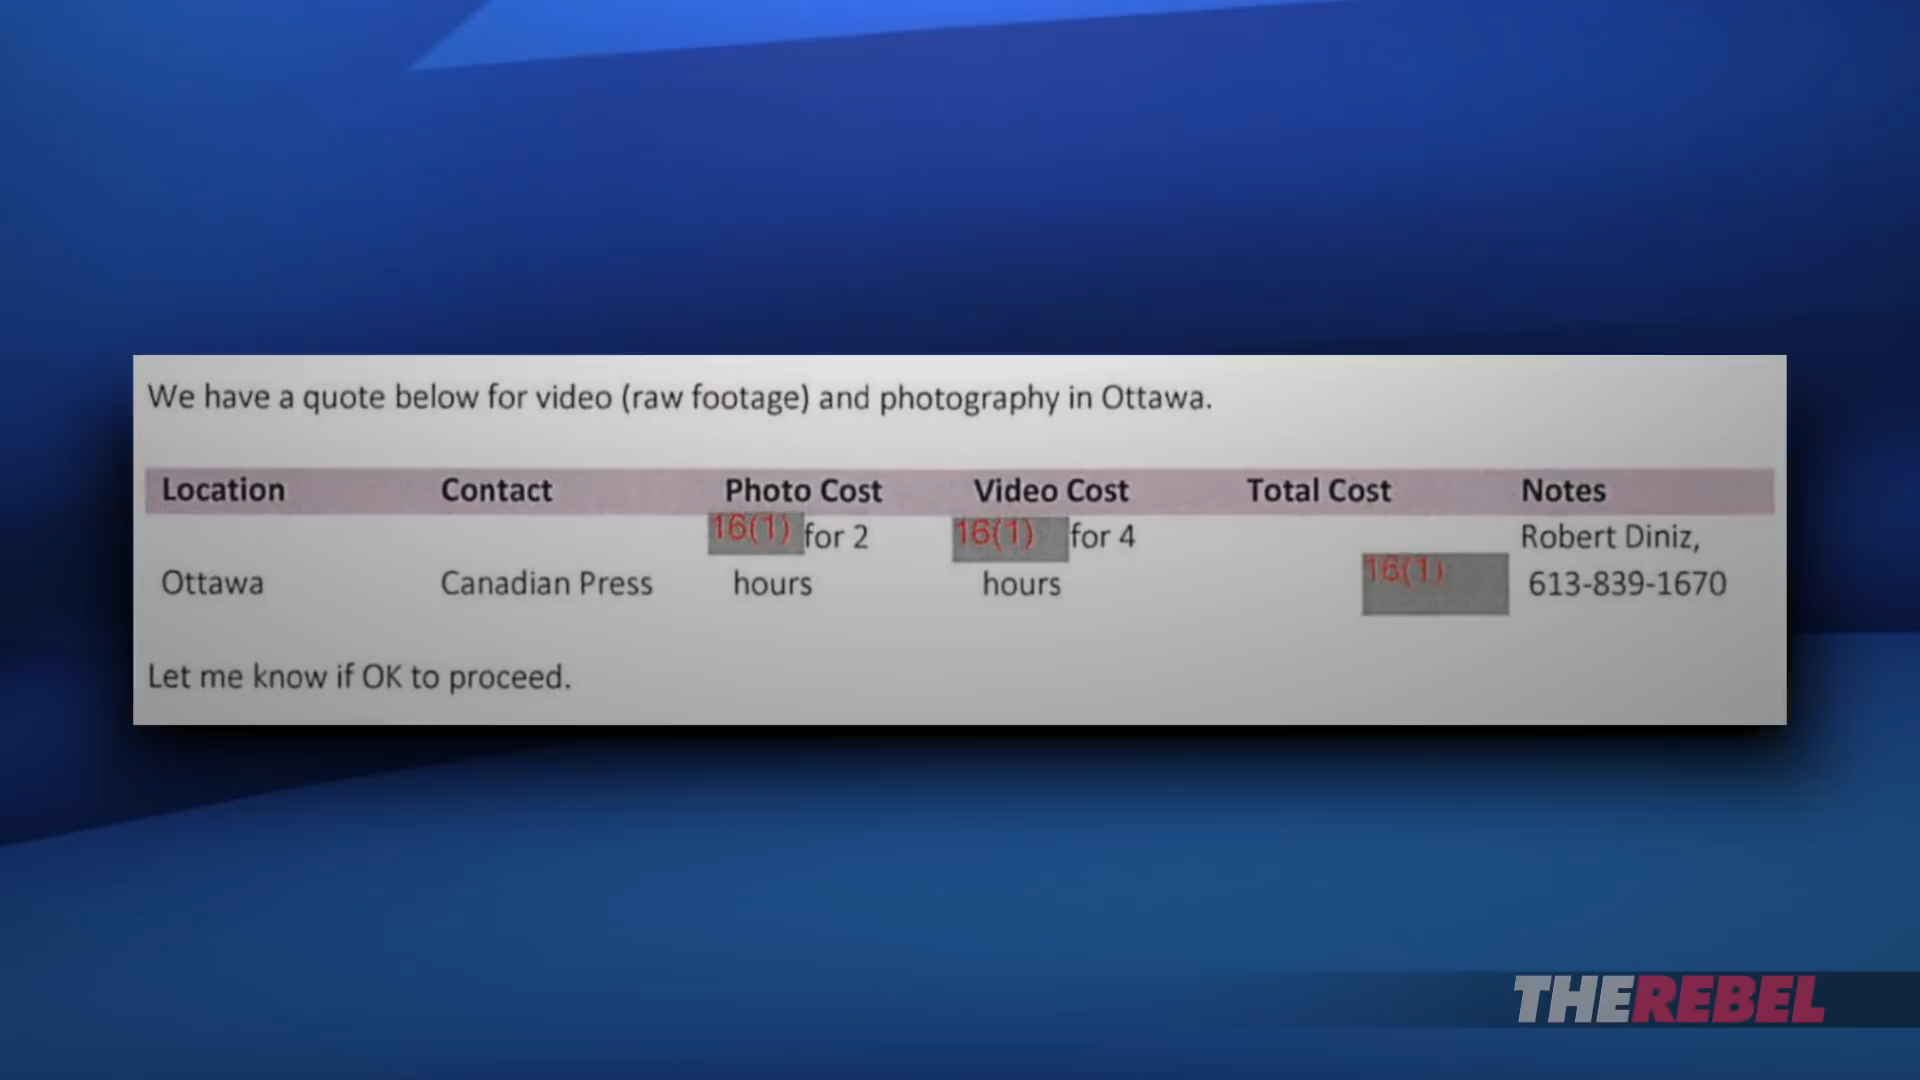 We have a quote below for video (raw footage) and photography in Ottawa.
Location Contact Photo Cost Video Cost Total Cost Notes
16(1) for 2 16(1) for 4 Robert Diniz,
Ottawa Canadian Press hours hours 16(1) 613-839-1670
Let me know if OK to proceed.
THEREBEL